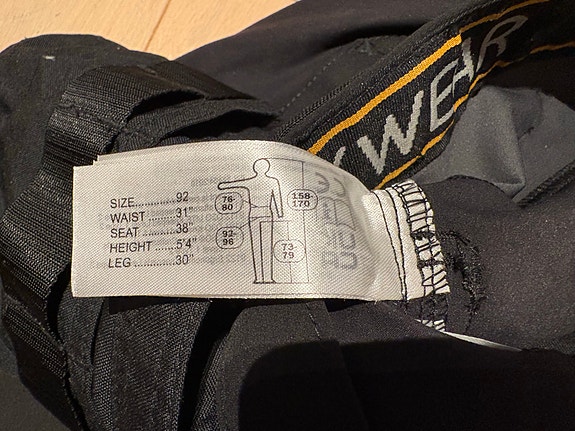 WEAR
SIZE............92
WAIST .........31"
SEAT ...........38"
HEIGHT .......5'4"
LEG .............30"
76-
80
92-
96
158-
170
73-
79